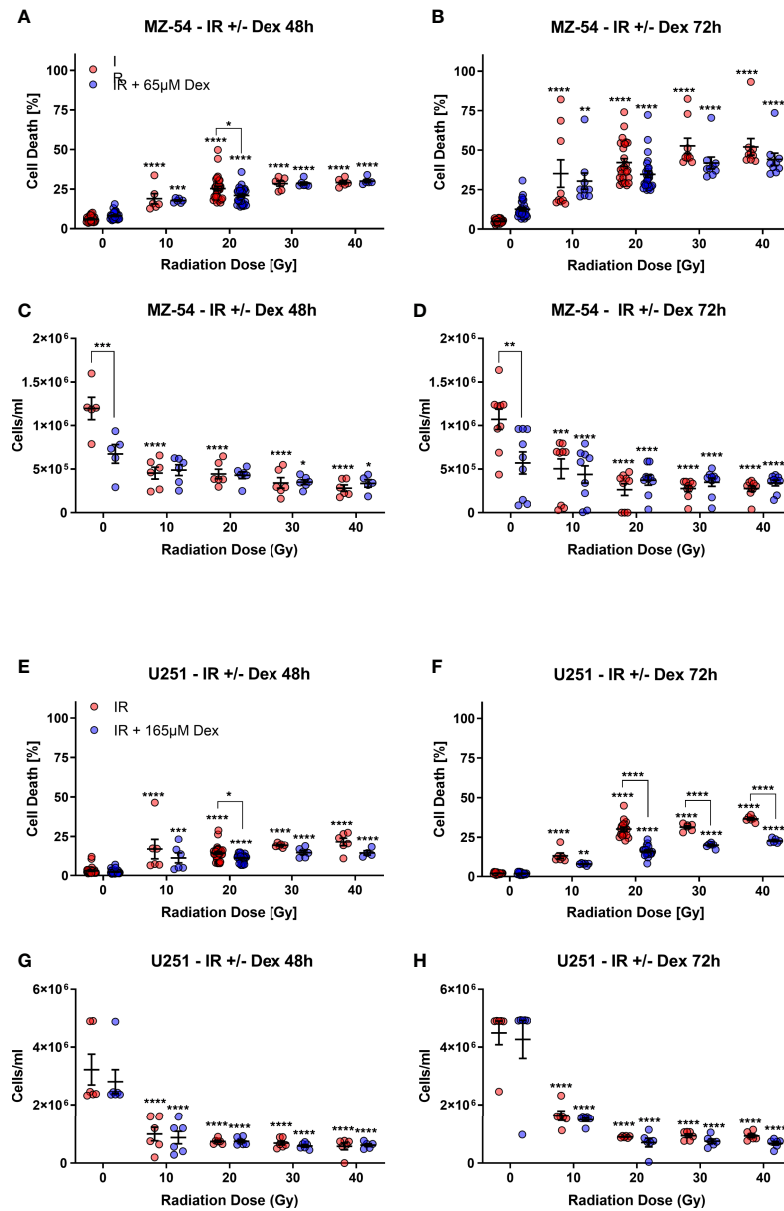 A
MZ-54 - IR +/- Dex 48h
Cell Death [%]
100
75
50
25
0
I
R
IR + 65µM Dex
****
***
****
*
****
****
****
****
****
0 10 20 30 40
Radiation Dose [Gy]
B
MZ-54 - IR +/- Dex 72h
Cell Death [%]
100
75
50
25
0
****
**
****
****
****
****
****
****
0 10 20 30 40
Radiation Dose [Gy]
C
MZ-54 - IR +/- Dex 48h
Cells/ml
2×10⁶
1.5×10⁶
1×10⁶
5×10⁵
0
***
****
****
****
*
****
*
0 10 20 30 40
Radiation Dose [Gy)
D
MZ-54 - IR +/- Dex 72h
Cells/ml
2×10⁶
1.5×10⁶
1×10⁶
5×10⁵
0
**
***
****
****
****
****
****
****
****
0 10 20 30 40
Radiation Dose (Gy)
E
U251 - IR +/- Dex 48h
Cell Death [%]
100
75
50
25
0
IR
IR + 165µM Dex
****
***
****
*
****
****
****
****
****
0 10 20 30 40
Radiation Dose [Gy]
F
U251 - IR +/- Dex 72h
Cell Death [%]
100
75
50
25
0
****
**
****
****
****
****
****
****
****
****
****
0 10 20 30 40
Radiation Dose [Gy]
G
U251 - IR +/- Dex 48h
Cells/ml
6×10⁶
4×10⁶
2×10⁶
0
****
****
****
****
****
****
****
****
0 10 20 30 40
Radiation Dose (Gy)
H
U251 - IR +/- Dex 72h
Cells/ml
6×10⁶
4×10⁶
2×10⁶
0
****
****
****
****
****
****
****
****
0 10 20 30 40
Radiation Dose (Gy)